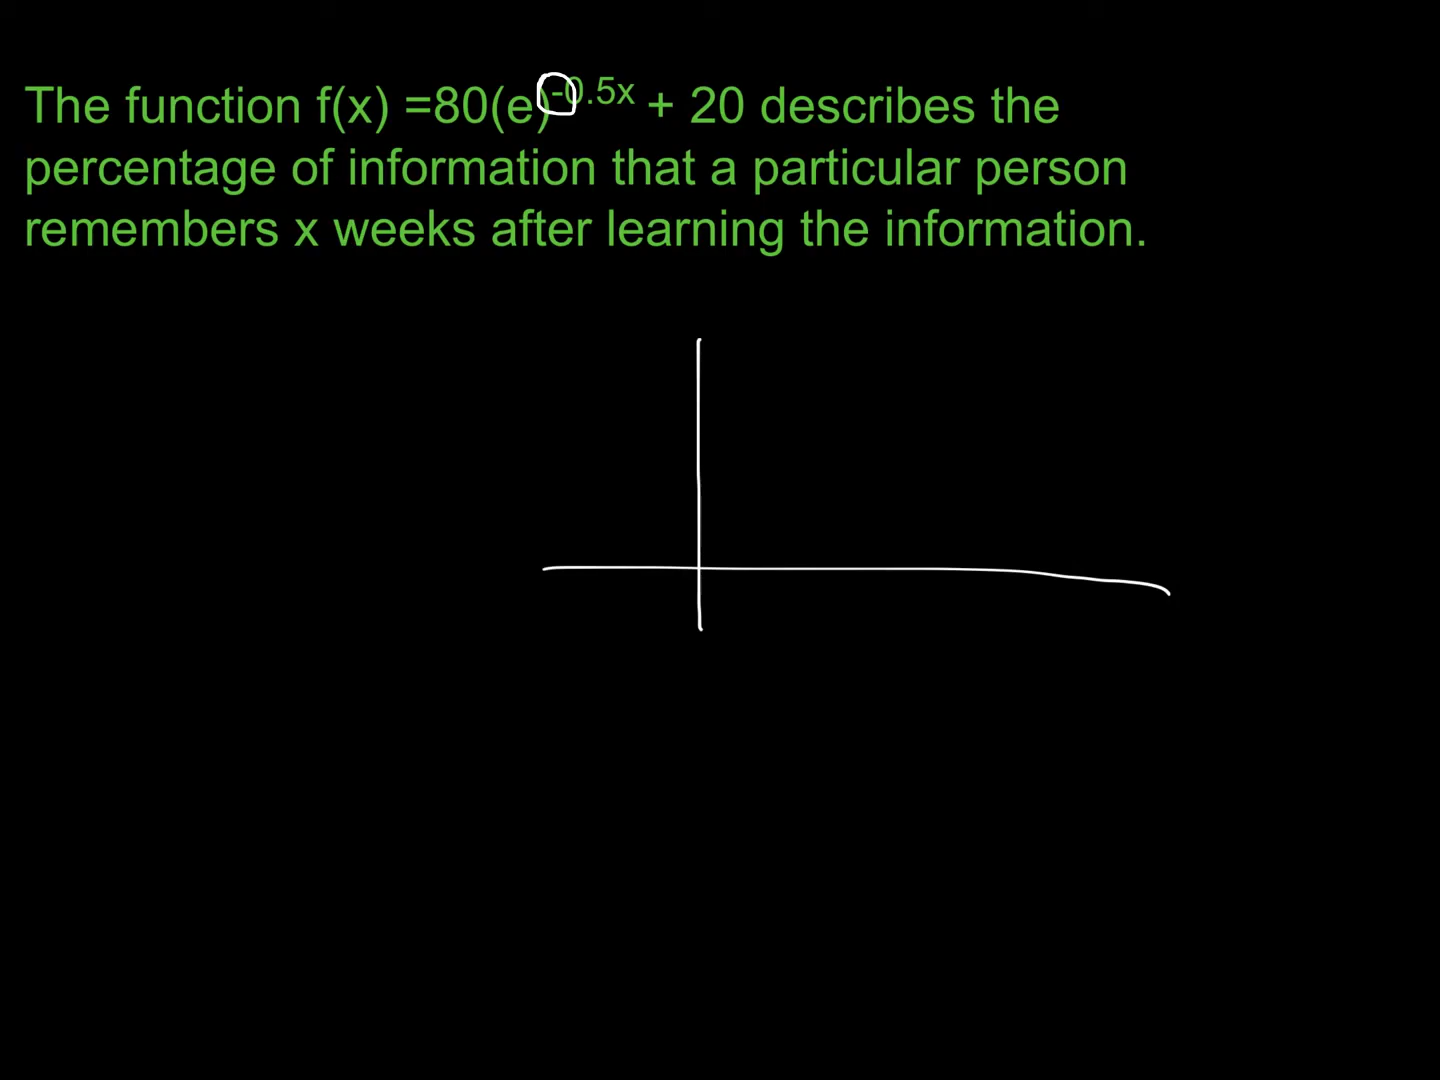 The function f(x) =80(e)^-0.5x + 20 describes the
percentage of information that a particular person
remembers x weeks after learning the information.